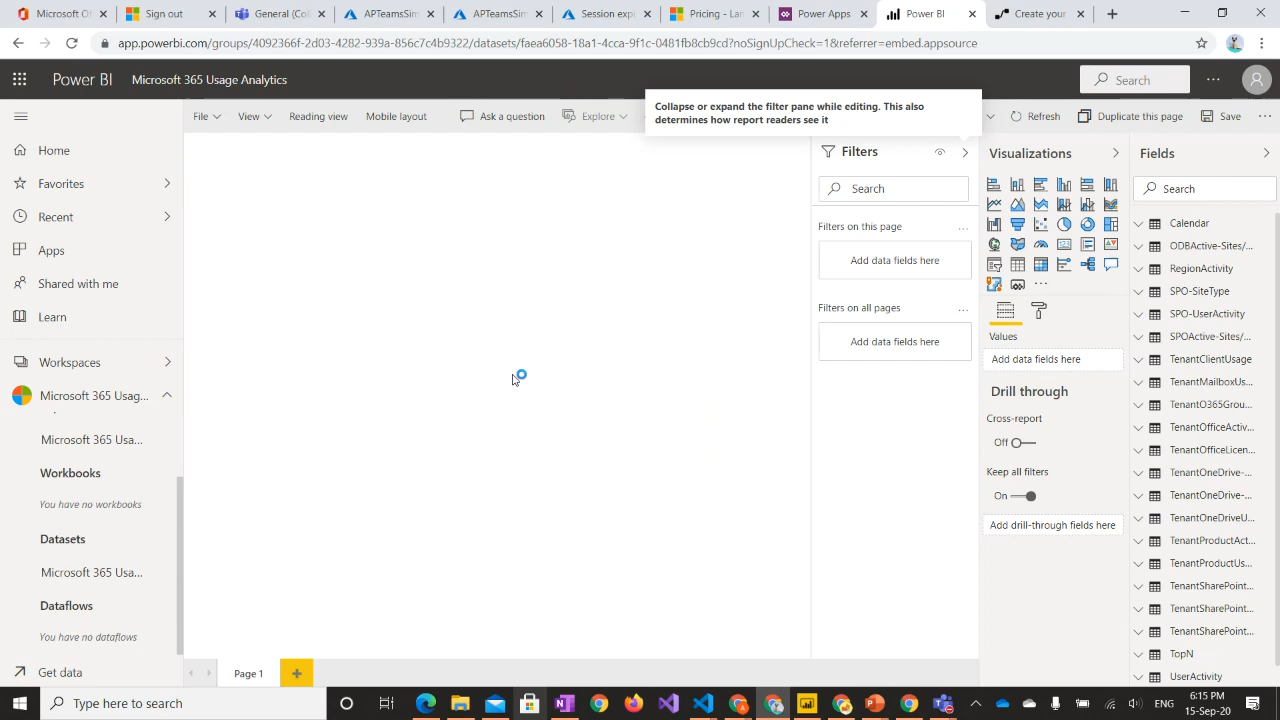 Microsoft Of
Sign out
General (Col
APTeamsSim
APTeamsSim
Session expi
Pricing - Lan
Power Apps
Power BI
Create your
app.powerbi.com/groups/4092366f-2d03-4282-939a-856c7c4b9322/datasets/faea6058-18a1-4cca-9f1c-0481fb8cb9cd?noSignUpCheck=1&referrer=embed.appsource
Power BI
Microsoft 365 Usage Analytics
Search
Collapse or expand the filter pane while editing. This also
determines how report readers see it
File
View
Reading view
Mobile layout
Ask a question
Explore
Refresh
Duplicate this page
Save
Home
Favorites
Recent
Apps
Shared with me
Learn
Workspaces
Microsoft 365 Usag...
Microsoft 365 Usa...
Workbooks
You have no workbooks
Datasets
Microsoft 365 Usa...
Dataflows
You have no dataflows
Get data
Filters
Search
Filters on this page
Add data fields here
Filters on all pages
Add data fields here
Visualizations
Values
Add data fields here
Drill through
Cross-report
Off
Keep all filters
On
Add drill-through fields here
Fields
Search
Calendar
ODBActive-Sites/...
RegionActivity
SPO-SiteType
SPO-UserActivity
SPOActive-Sites/...
TenantClientUsage
TenantMailboxUs...
TenantO365Grou...
TenantOfficeActiv...
TenantOfficeLicen...
TenantOneDrive-...
TenantOneDrive-...
TenantOneDriveU...
TenantProductAct...
TenantProductUs...
TenantSharePoint...
TenantSharePoint...
TenantSharePoint...
TopN
UserActivity
Page 1
Type here to search
ENG
6:15 PM
15-Sep-20